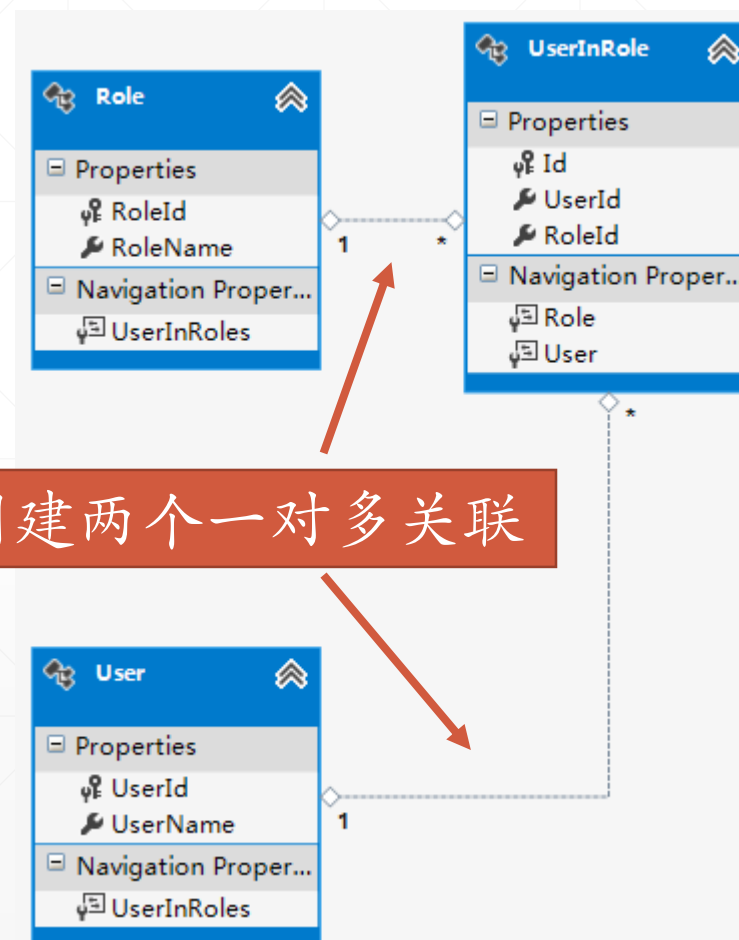 UserInRole
Properties
Id
UserId
RoleId
Navigation Proper...
Role
User
*
Role
Properties
RoleId
RoleName
Navigation Proper...
UserInRoles
1
*
建两个一对多关联
User
Properties
UserId
UserName
Navigation Proper...
UserInRoles
1